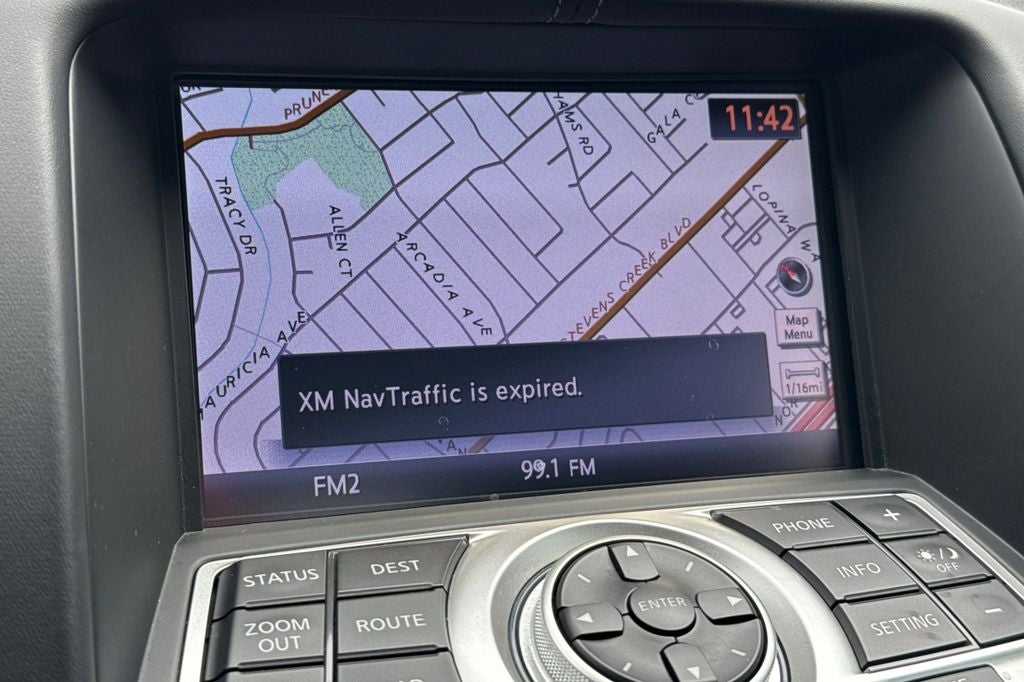 PRUNE
HAMS RD
GALA C
11:42
TRACY DR
ALLEN CT
ARCADIA AVE
LOPINA WA
STEVENS CREEK BLVD
Map
Menu
1/16mi
MAURICIA AVE
XM NavTraffic is expired.
NOR
AN
FM2
99.1 FM
STATUS
DEST
ZOOM
OUT
ROUTE
ENTER
PHONE
+
INFO
OFF
SETTING
−